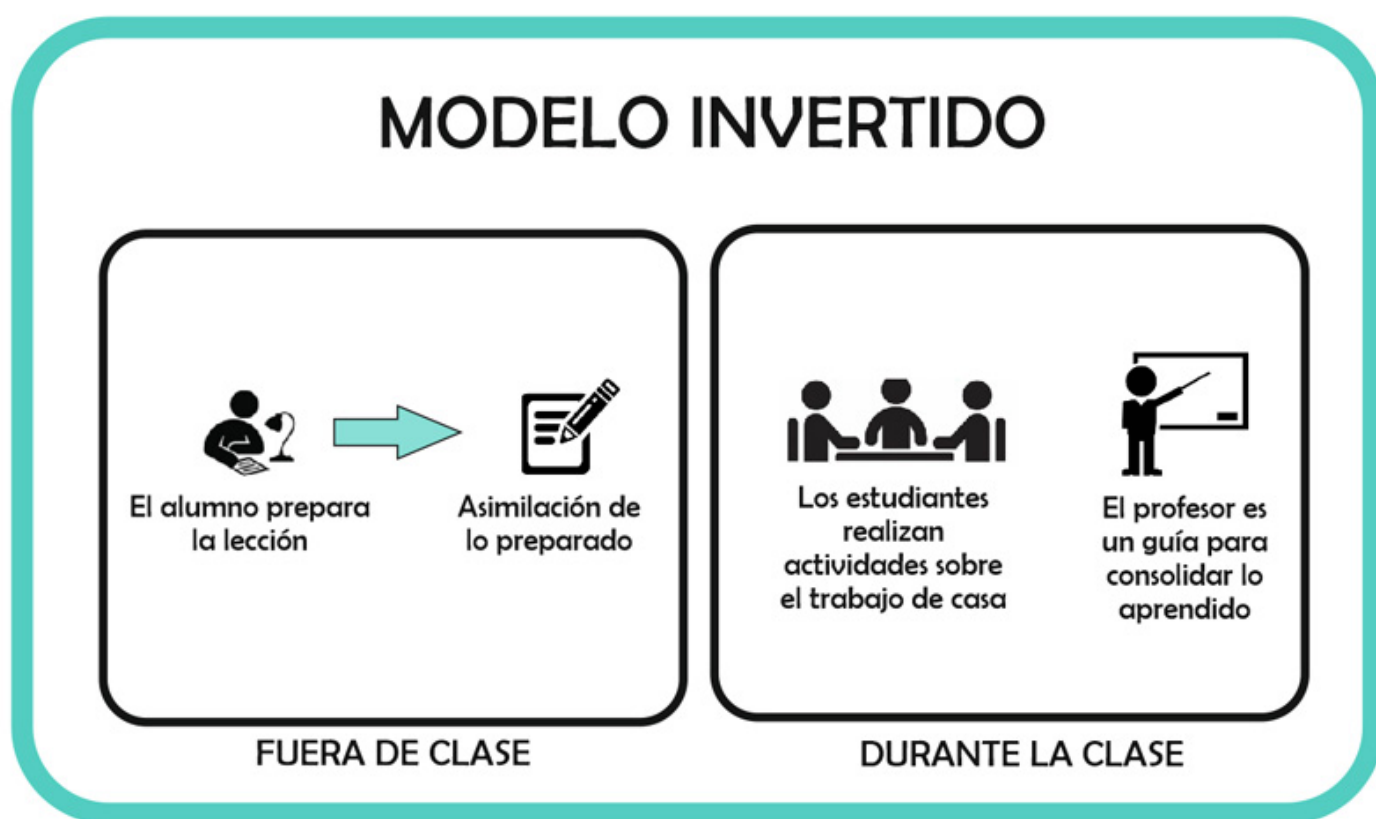 MODELO INVERTIDO
El alumno prepara
la lección
Asimilación de
lo preparado
FUERA DE CLASE
Los estudiantes
realizan
actividades sobre
el trabajo de casa
El profesor es
un guía para
consolidar lo
aprendido
DURANTE LA CLASE